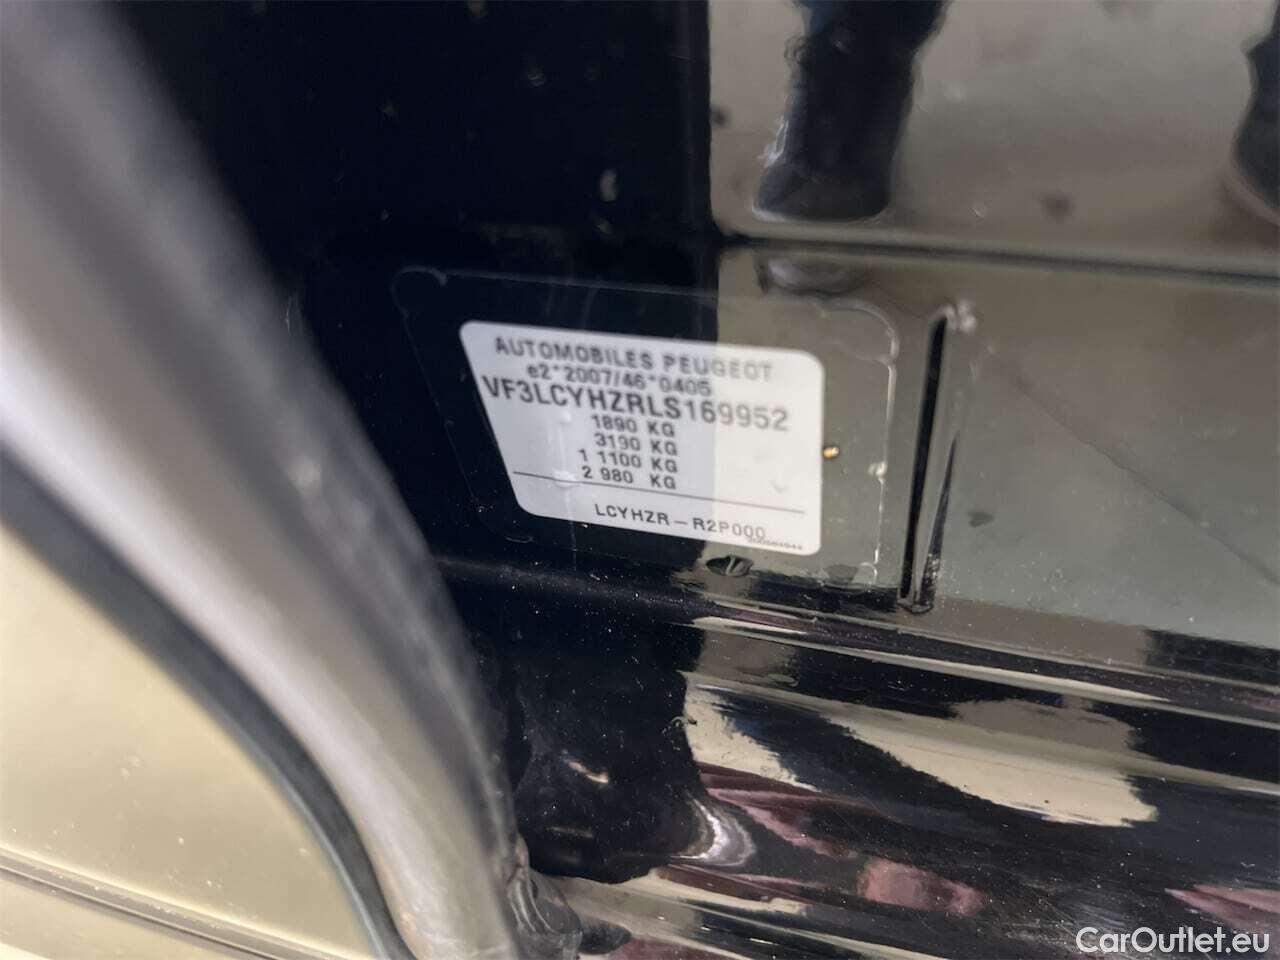 AUTOMOBILES PEUGEOT
e2*2007/46*0405
VF3LCYHZRLS169952
1890 KG
3190 KG
1 1100 KG
2 980 KG
LCYHZR-R2P000
CarOutlet.eu